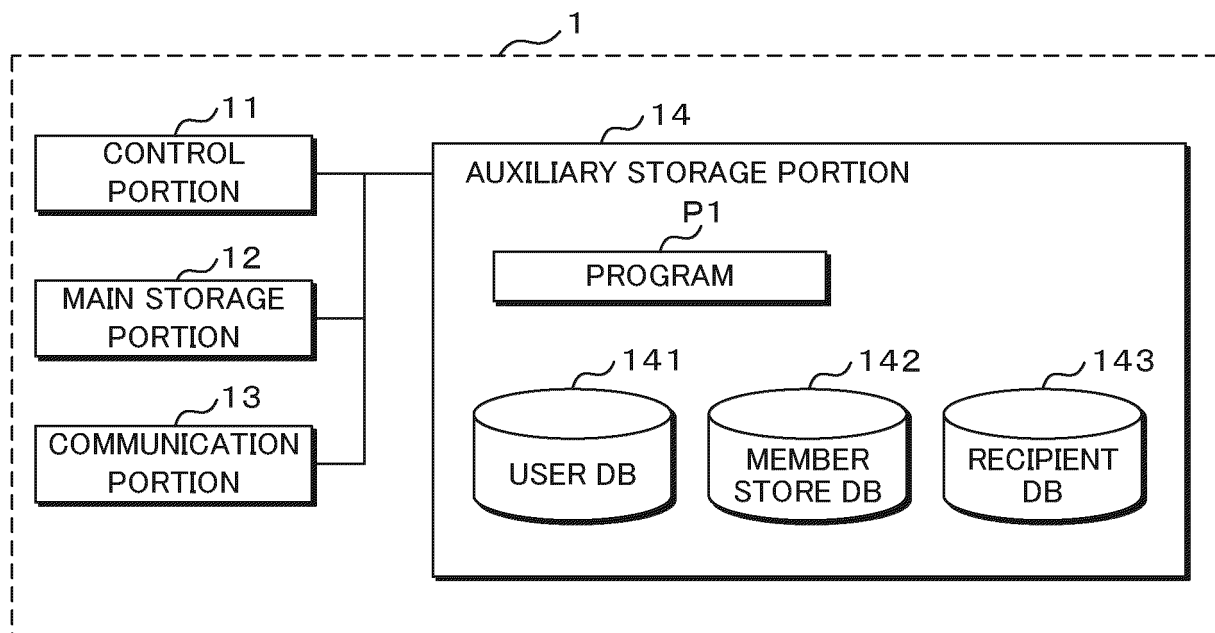 1
11
CONTROL
PORTION
12
MAIN STORAGE
PORTION
13
COMMUNICATION
PORTION
14
AUXILIARY STORAGE PORTION
P1
PROGRAM
141
USER DB
142
MEMBER
STORE DB
143
RECIPIENT
DB